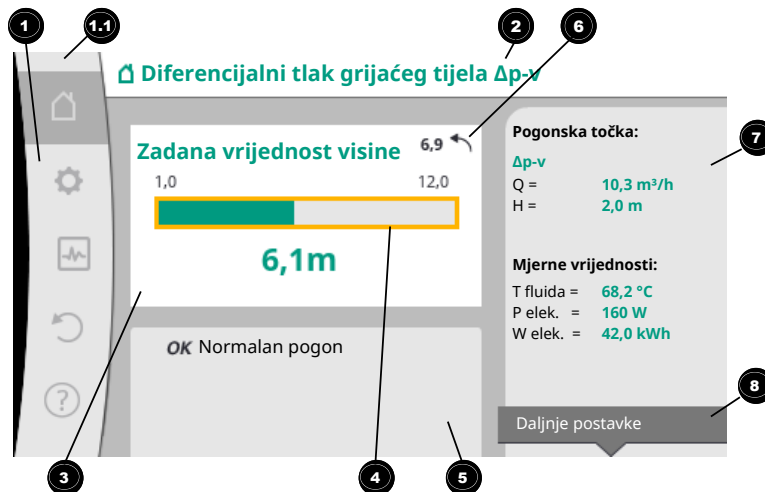 1
1.1
2
6
Diferencijalni tlak grijaćeg tijela Δp-v
Zadana vrijednost visine
6,9
1,0
12,0
6,1m
OK Normalan pogon
Pogonska točka:
7
Δp-v
Q = 10,3 m³/h
H = 2,0 m
Mjerne vrijednosti:
T fluida = 68,2 °C
P elek. = 160 W
W elek. = 42,0 kWh
8
Daljnje postavke
?
3
4
5